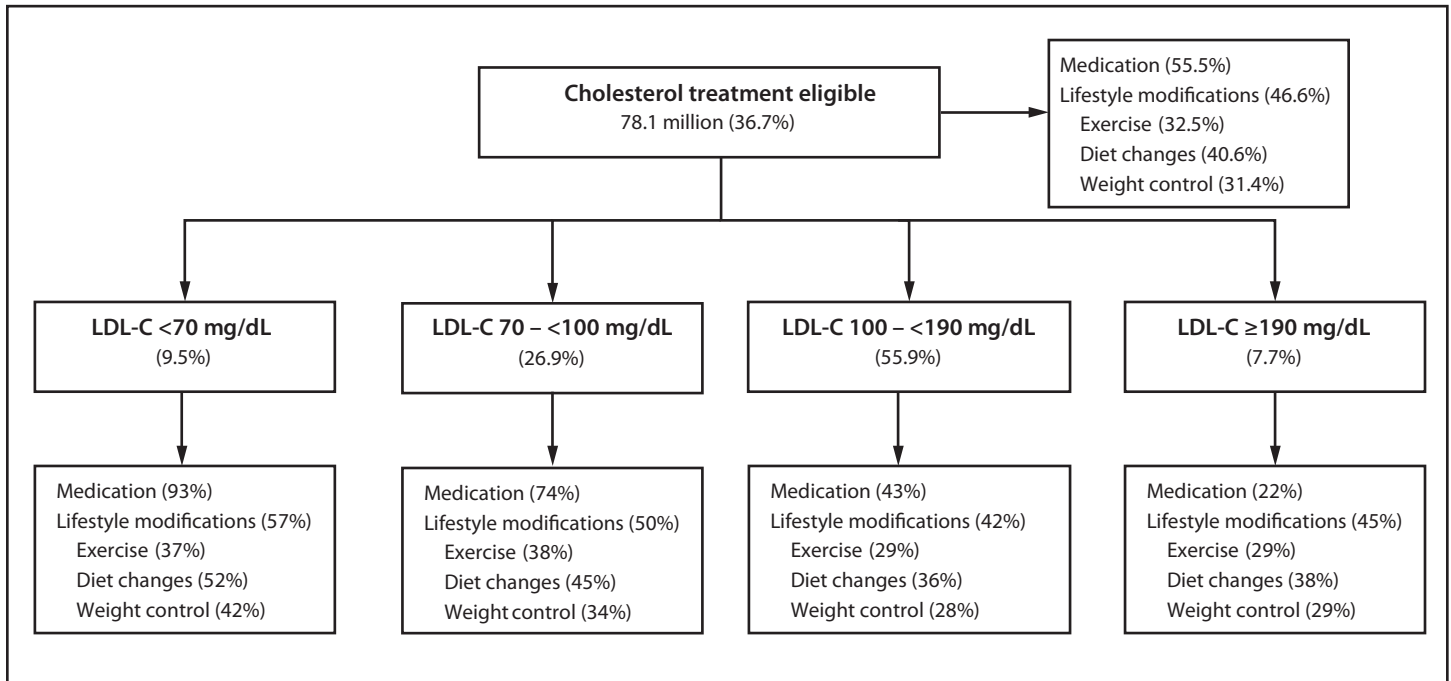 Cholesterol treatment eligible
78.1 million (36.7%)
Medication (55.5%)
Lifestyle modifications (46.6%)
Exercise (32.5%)
Diet changes (40.6%)
Weight control (31.4%)
LDL-C <70 mg/dL
(9.5%)
LDL-C 70 – <100 mg/dL
(26.9%)
LDL-C 100 – <190 mg/dL
(55.9%)
LDL-C ≥190 mg/dL
(7.7%)
Medication (93%)
Lifestyle modifications (57%)
Exercise (37%)
Diet changes (52%)
Weight control (42%)
Medication (74%)
Lifestyle modifications (50%)
Exercise (38%)
Diet changes (45%)
Weight control (34%)
Medication (43%)
Lifestyle modifications (42%)
Exercise (29%)
Diet changes (36%)
Weight control (28%)
Medication (22%)
Lifestyle modifications (45%)
Exercise (29%)
Diet changes (38%)
Weight control (29%)